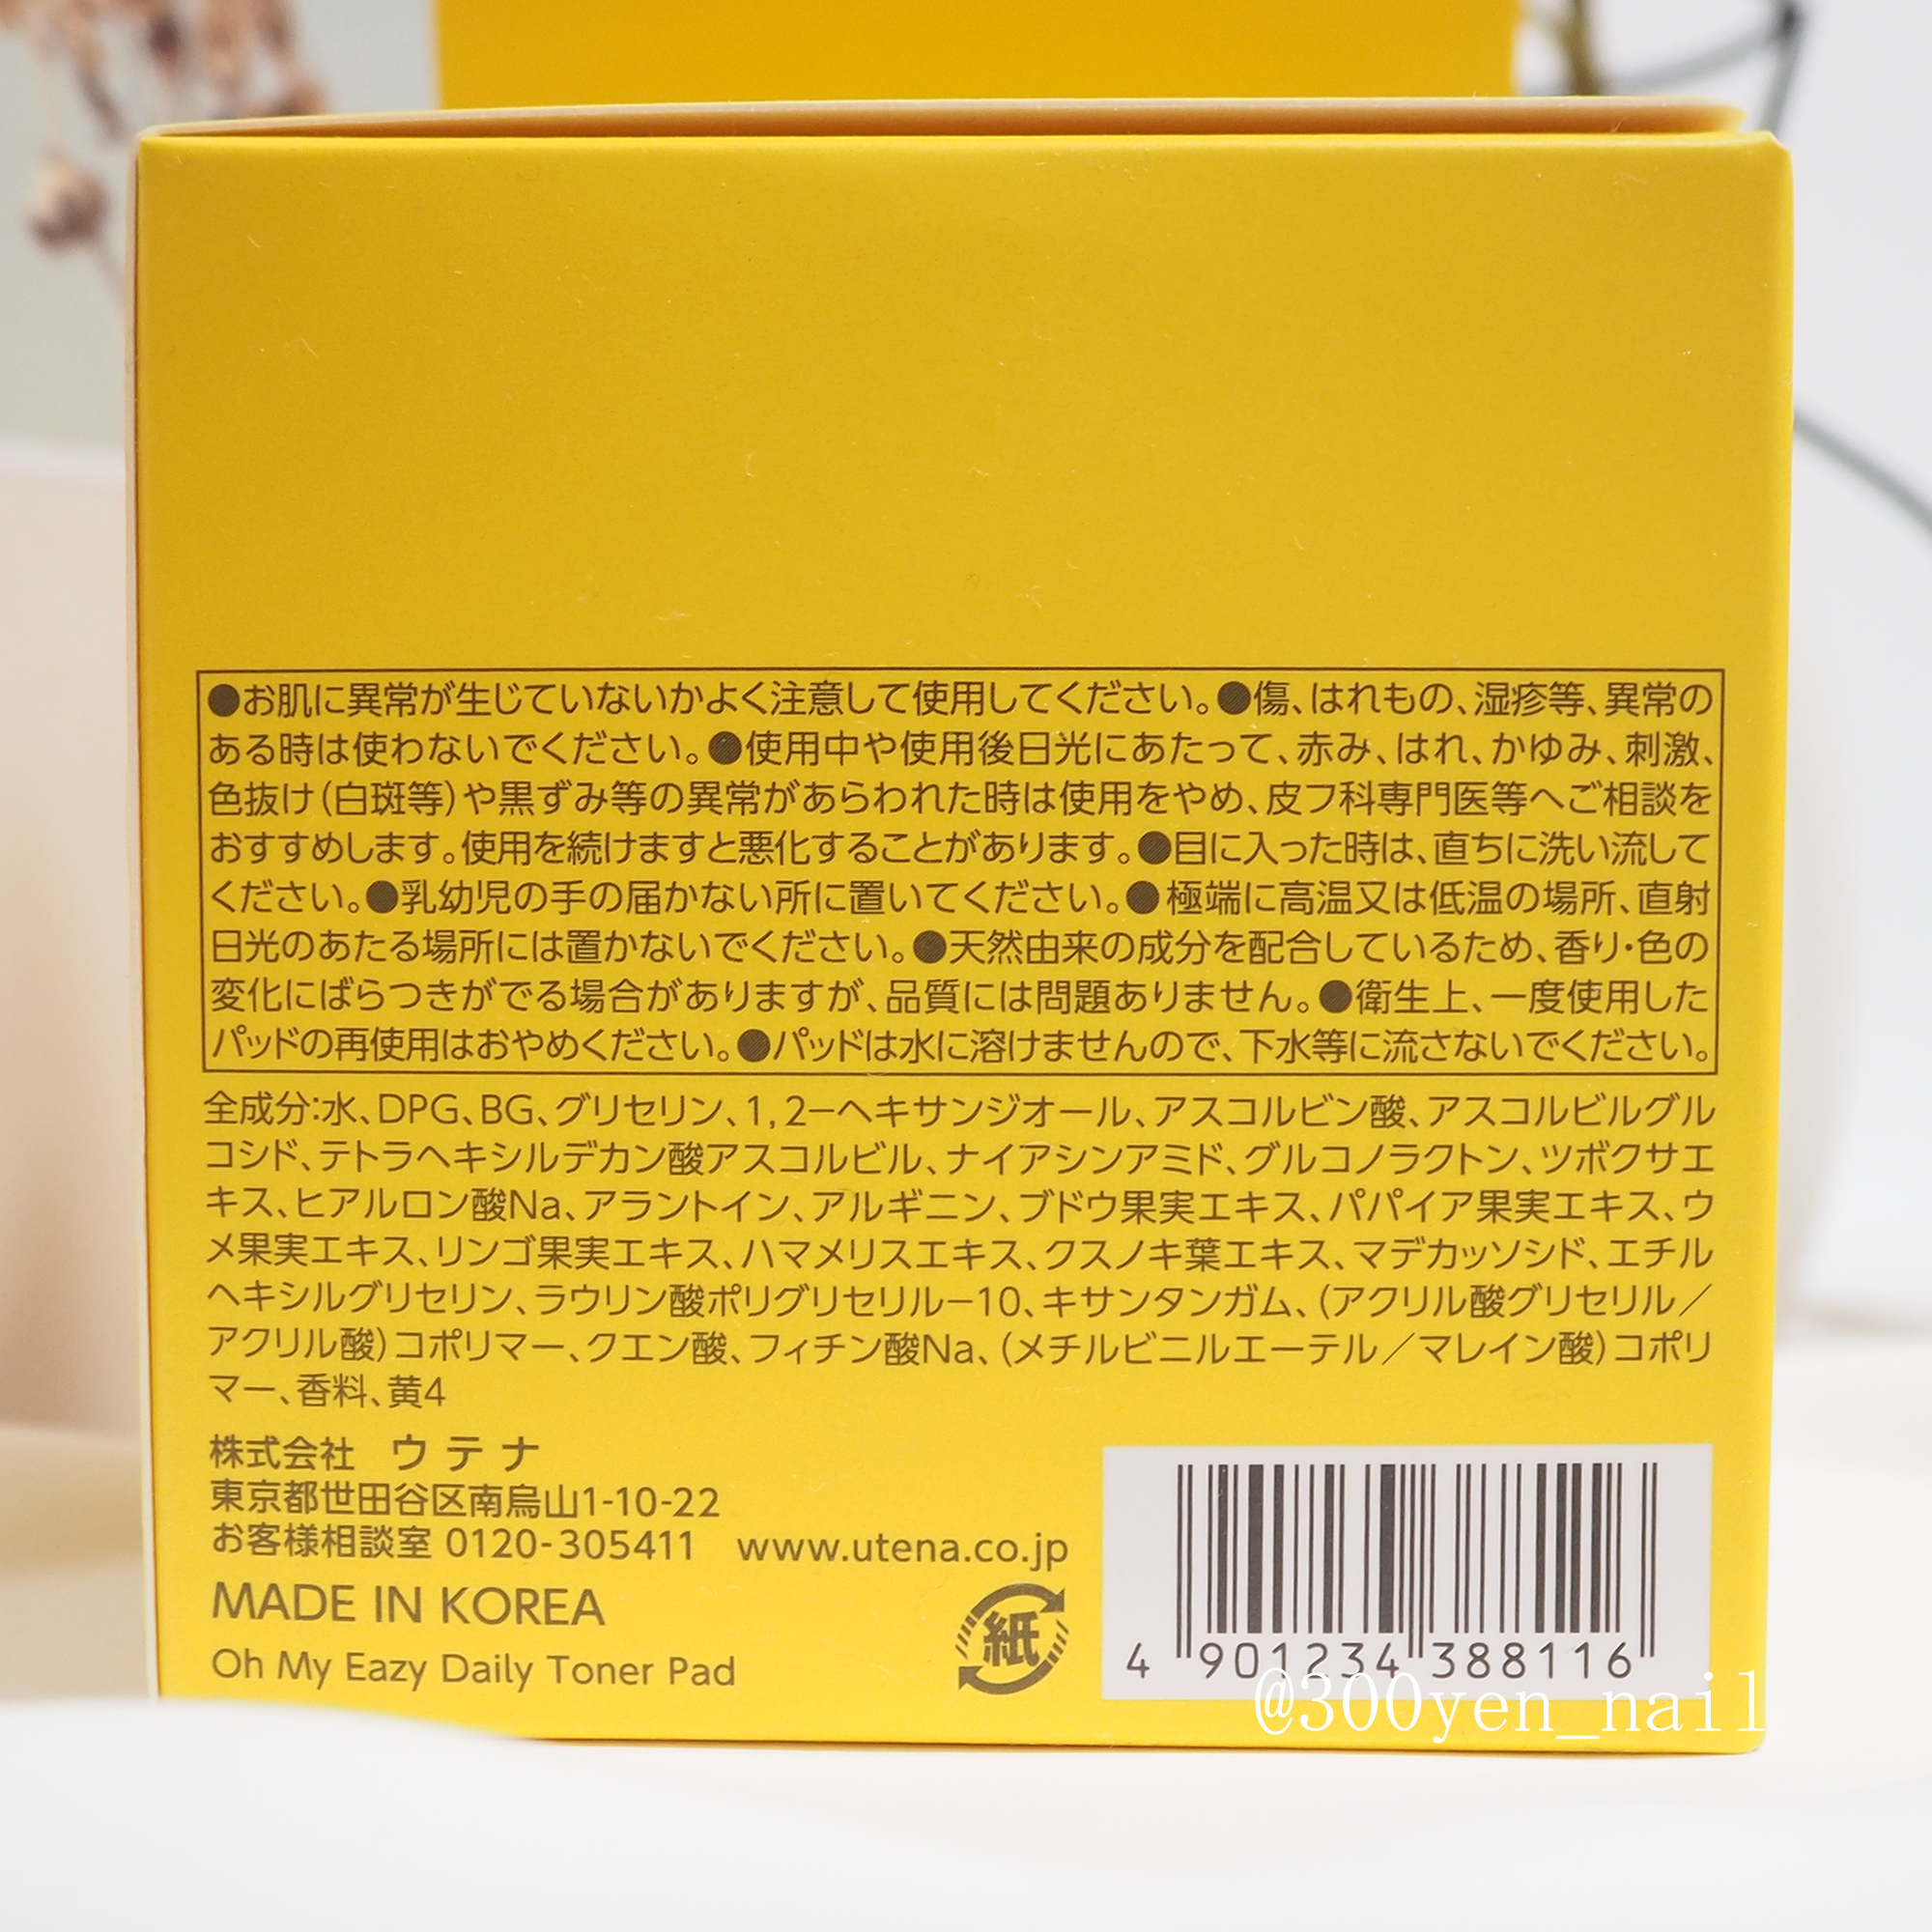 ●お肌に異常が生じていないかよく注意して使用してください。●傷、はれもの、湿疹等、異常の
ある時は使わないでください。●使用中や使用後日光にあたって、赤み、はれ、かゆみ、刺激、
色抜け(白斑等)や黒ずみ等の異常があらわれた時は使用をやめ、皮フ科専門医等へご相談を
おすすめします。使用を続けますと悪化することがあります。●目に入った時は、直ちに洗い流して
ください。●乳幼児の手の届かない所に置いてください。●極端に高温又は低温の場所、直射
日光のあたる場所には置かないでください。●天然由来の成分を配合しているため、香り・色の
変化にばらつきがでる場合がありますが、品質には問題ありません。●衛生上、一度使用した
パッドの再使用はおやめください。●パッドは水に溶けませんので、下水等に流さないでください。
全成分:水、DPG、BG、グリセリン、1,2−ヘキサンジオール、アスコルビン酸、アスコルビルグル
コシド、テトラヘキシルデカン酸アスコルビル、ナイアシンアミド、グルコノラクトン、ツボクサエ
キス、ヒアルロン酸Na、アラントイン、アルギニン、ブドウ果実エキス、パパイア果実エキス、ウ
メ果実エキス、リンゴ果実エキス、ハマメリスエキス、クスノキ葉エキス、マデカッソシド、エチル
ヘキシルグリセリン、ラウリン酸ポリグリセリル−10、キサンタンガム、(アクリル酸グリセリル／
アクリル酸)コポリマー、クエン酸、フィチン酸Na、(メチルビニルエーテル／マレイン酸)コポリ
マー、香料、黄4
株式会社 ウテナ
東京都世田谷区南烏山1-10-22
お客様相談室 0120-305411 www.utena.co.jp
MADE IN KOREA
Oh My Eazy Daily Toner Pad
紙
4 901234 388116
@300yen_nail